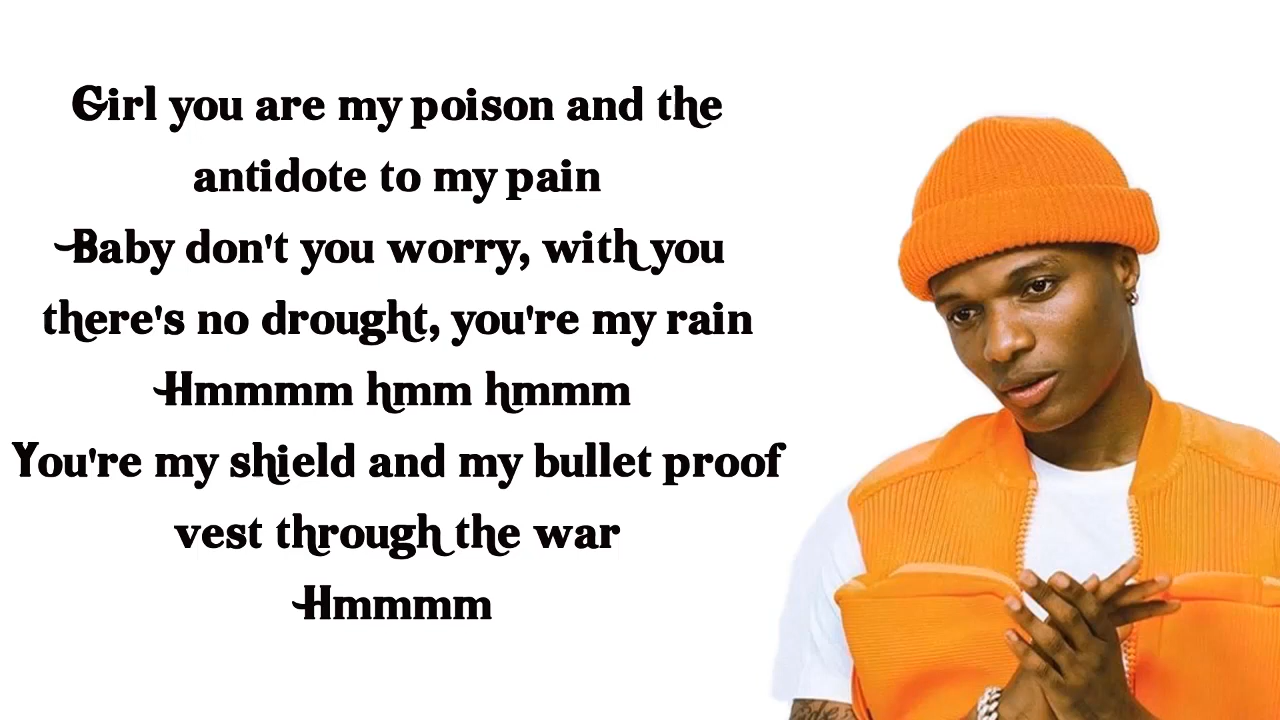 Girl you are my poison and the
antidote to my pain
Baby don't you worry, with you
there's no drought, you're my rain
Hmmmm hmm hmmm
You're my shield and my bullet proof
vest through the war
Hmmmm